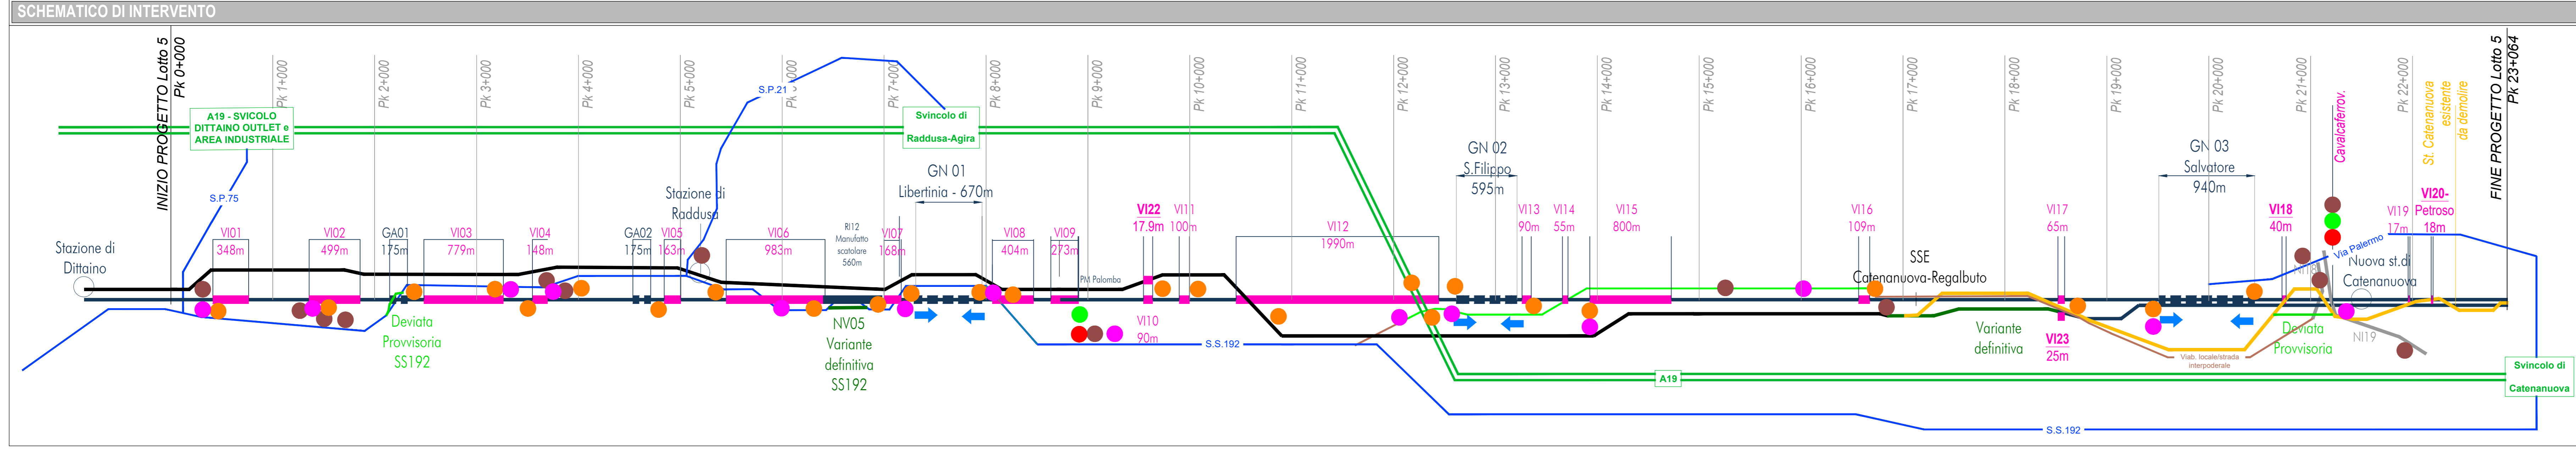 SCHEMATICO DI INTERVENTO
INIZIO PROGETTO Lotto 5
Pk 0+000
Pk 1+000
Pk 2+000
Pk 3+000
Pk 4+000
Pk 5+000
Pk 7+000
Pk 8+000
Pk 9+000
Pk 10+000
Pk 11+000
Pk 12+000
Pk 13+000
Pk 14+000
Pk 15+000
Pk 16+000
Pk 17+000
Pk 18+000
Pk 19+000
Pk 20+000
Pk 21+000
Pk 22+000
Cavalcaferrov.
St. Catenanuova
esistente
da demolire
FINE PROGETTO Lotto 5
Pk 23+064
A19 - SVICOLO
DITTAINO OUTLET e
AREA INDUSTRIALE
S.P.21
Svincolo di
Raddusa-Agira
S.P.75
Stazione di
Dittaino
VI01
348m
VI02
499m
GA01
175m
VI03
779m
VI04
148m
GA02
175m
VI05
163m
Stazione di
Raddusa
VI06
983m
RI12
Manufatto
scatolare
560m
VI07
168m
GN 01
Libertinia - 670m
VI08
404m
VI09
273m
PM Palomba
VI22
17.9m
VI11
100m
VI10
90m
VI12
1990m
GN 02
S.Filippo
595m
VI13
90m
VI14
55m
VI15
800m
VI16
109m
SSE
Catenanuova-Regalbuto
VI17
65m
GN 03
Salvatore
940m
VI18
40m
VI19
17m
VI20-
Petroso
18m
Via Palermo
NI18
Nuova st.di
Catenanuova
Deviata
Provvisoria
SS192
NV05
Variante
definitiva
SS192
S.S.192
A19
Variante
definitiva
VI23
25m
Viab. locale/strada
interpoderale
Deviata
Provvisoria
NI19
S.S.192
Svincolo di
Catenanuova